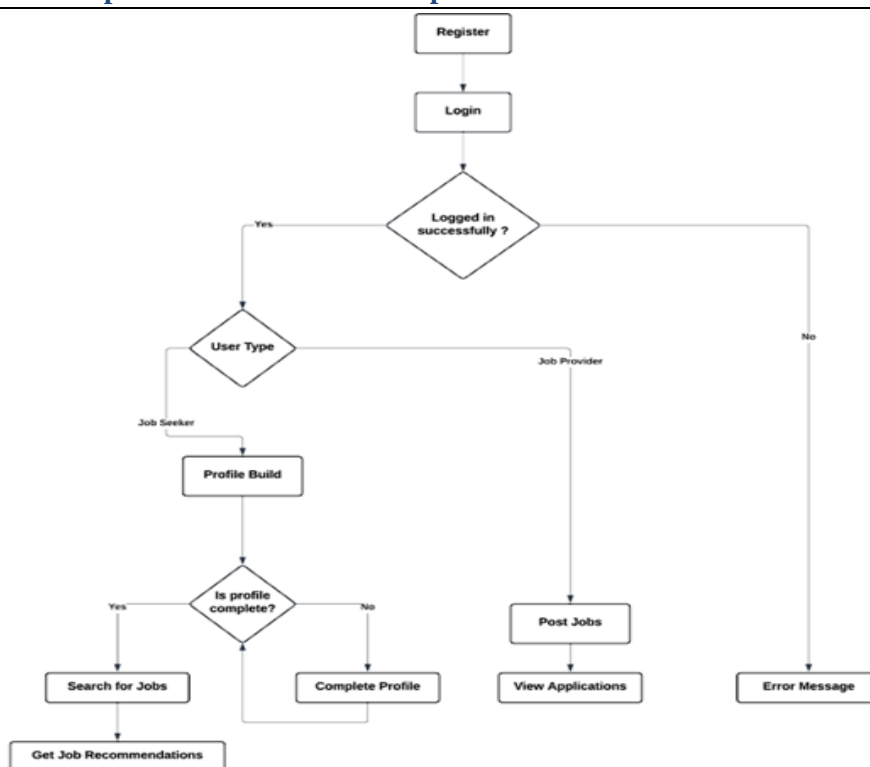 Register
Login
Logged in
successfully ?
Yes
No
User Type
Job Provider
Job Seeker
Profile Build
Is profile
complete?
Yes
No
Post Jobs
Search for Jobs
Complete Profile
View Applications
Error Message
Get Job Recommendations